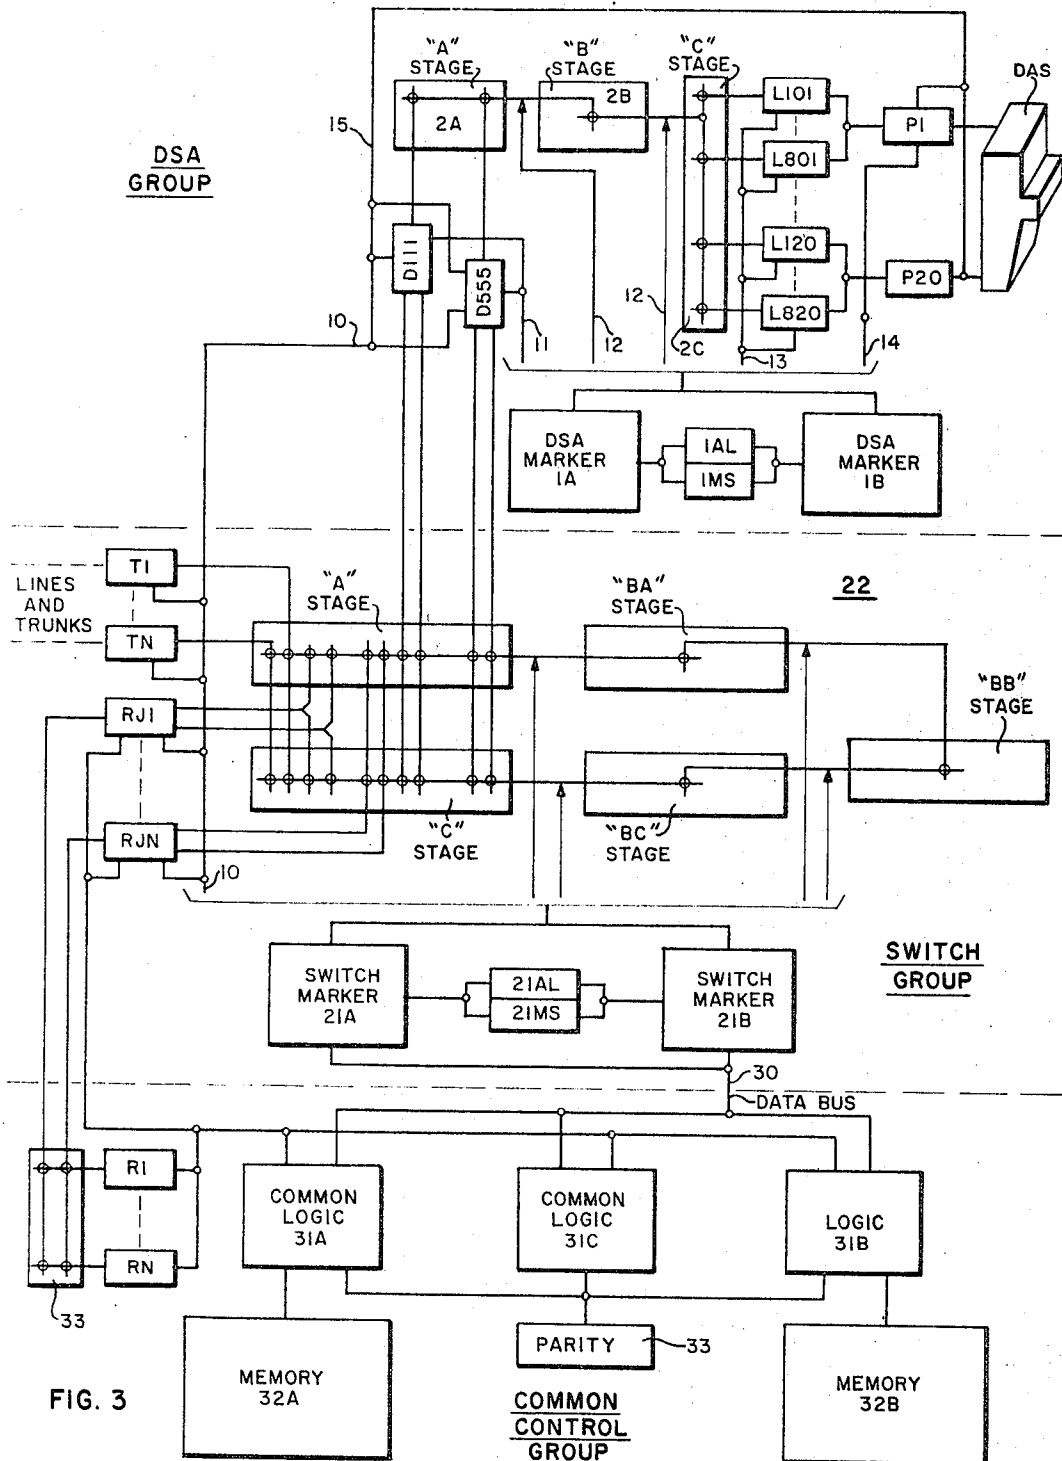 "A" STAGE
"B" STAGE
"C" STAGE
DAS
2A
2B
L101
P1
15
DSA GROUP
L801
D111
D555
L120
P20
L820
12
10
11
12
2C
13
14
DSA MARKER 1A
1AL
1MS
DSA MARKER 1B
T1
LINES AND TRUNKS
TN
"A" STAGE
"BA" STAGE
22
RJ1
"BB" STAGE
RJN
"C" STAGE
"BC" STAGE
10
SWITCH MARKER 21A
21AL
21MS
SWITCH MARKER 21B
SWITCH GROUP
30
DATA BUS
R1
COMMON LOGIC 31A
COMMON LOGIC 31C
LOGIC 31B
RN
33
PARITY
33
MEMORY 32A
MEMORY 32B
FIG. 3
COMMON CONTROL GROUP